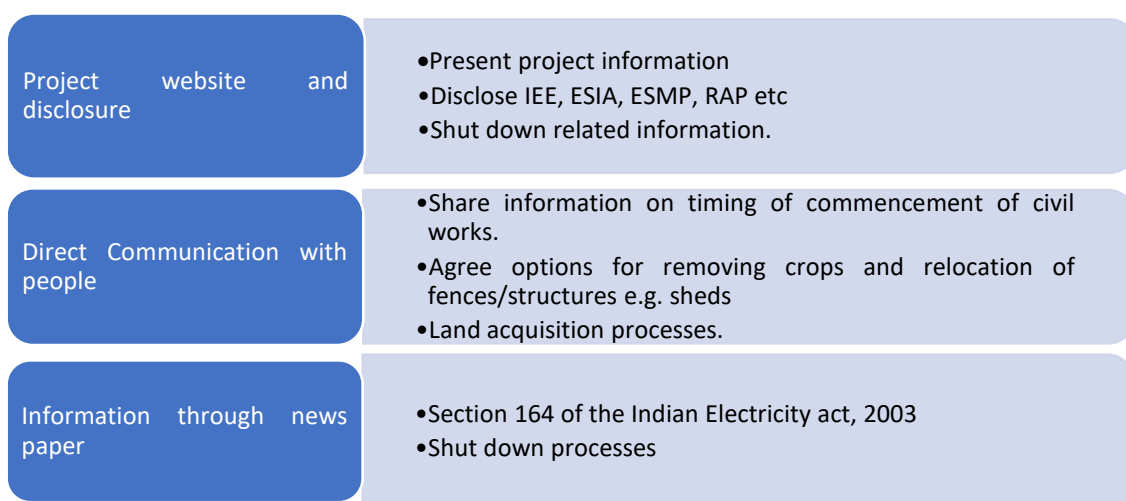 Project website and
disclosure
•Present project information
•Disclose IEE, ESIA, ESMP, RAP etc
•Shut down related information.
Direct Communication with
people
•Share information on timing of commencement of civil
works.
•Agree options for removing crops and relocation of
fences/structures e.g. sheds
•Land acquisition processes.
Information through news
paper
•Section 164 of the Indian Electricity act, 2003
•Shut down processes